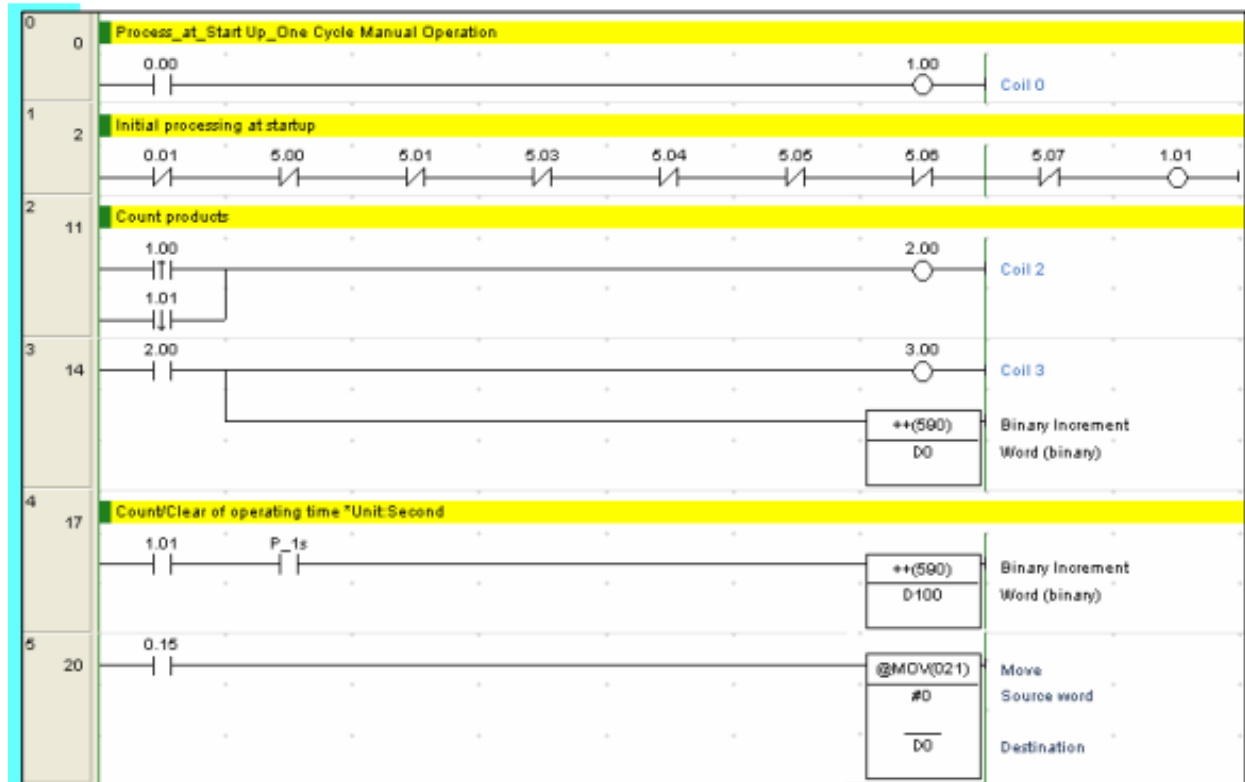 0
0
Process_at_Start Up_One Cycle Manual Operation
0.00 1.00
Coil 0
1
2
Initial processing at startup
0.01 5.00 5.01 5.03 5.04 5.05 5.06 5.07 1.01
2
11
Count products
1.00 2.00
Coil 2
1.01
3
14
2.00 3.00
Coil 3
++(590) Binary Increment
D0 Word (binary)
4
17
Count/Clear of operating time *Unit:Second
1.01 P_1s
++(590) Binary Increment
D100 Word (binary)
5
20
0.15
@MOV(021) Move
#0 Source word
D0 Destination